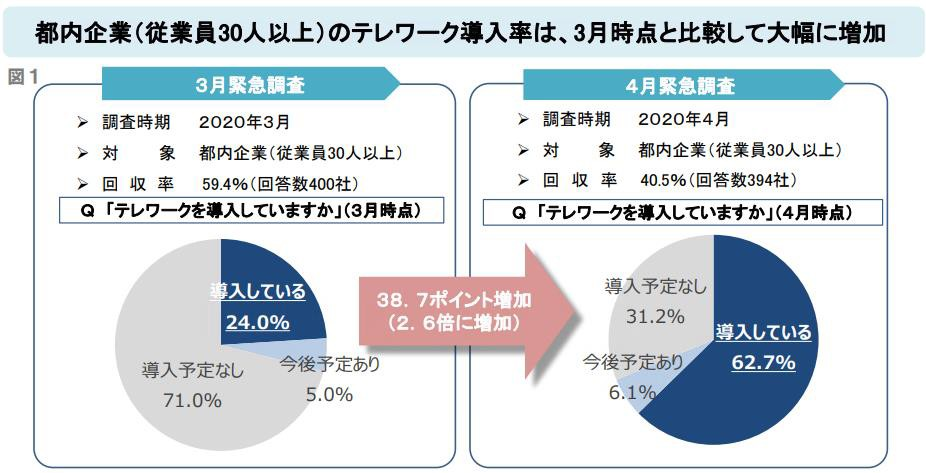 都内企業(従業員30人以上)のテレワーク導入率は、3月時点と比較して大幅に増加
図1
3月緊急調査
➢ 調査時期 2020年3月
➢ 対象 都内企業(従業員30人以上)
➢ 回収率 59.4%(回答数400社)
Q 「テレワークを導入していますか」(3月時点)
導入している
24.0%
今後予定あり
5.0%
導入予定なし
71.0%
38.7ポイント増加
(2.6倍に増加)
4月緊急調査
➢ 調査時期 2020年4月
➢ 対象 都内企業(従業員30人以上)
➢ 回収率 40.5%(回答数394社)
Q 「テレワークを導入していますか」(4月時点)
導入予定なし
31.2%
導入している
62.7%
今後予定あり
6.1%